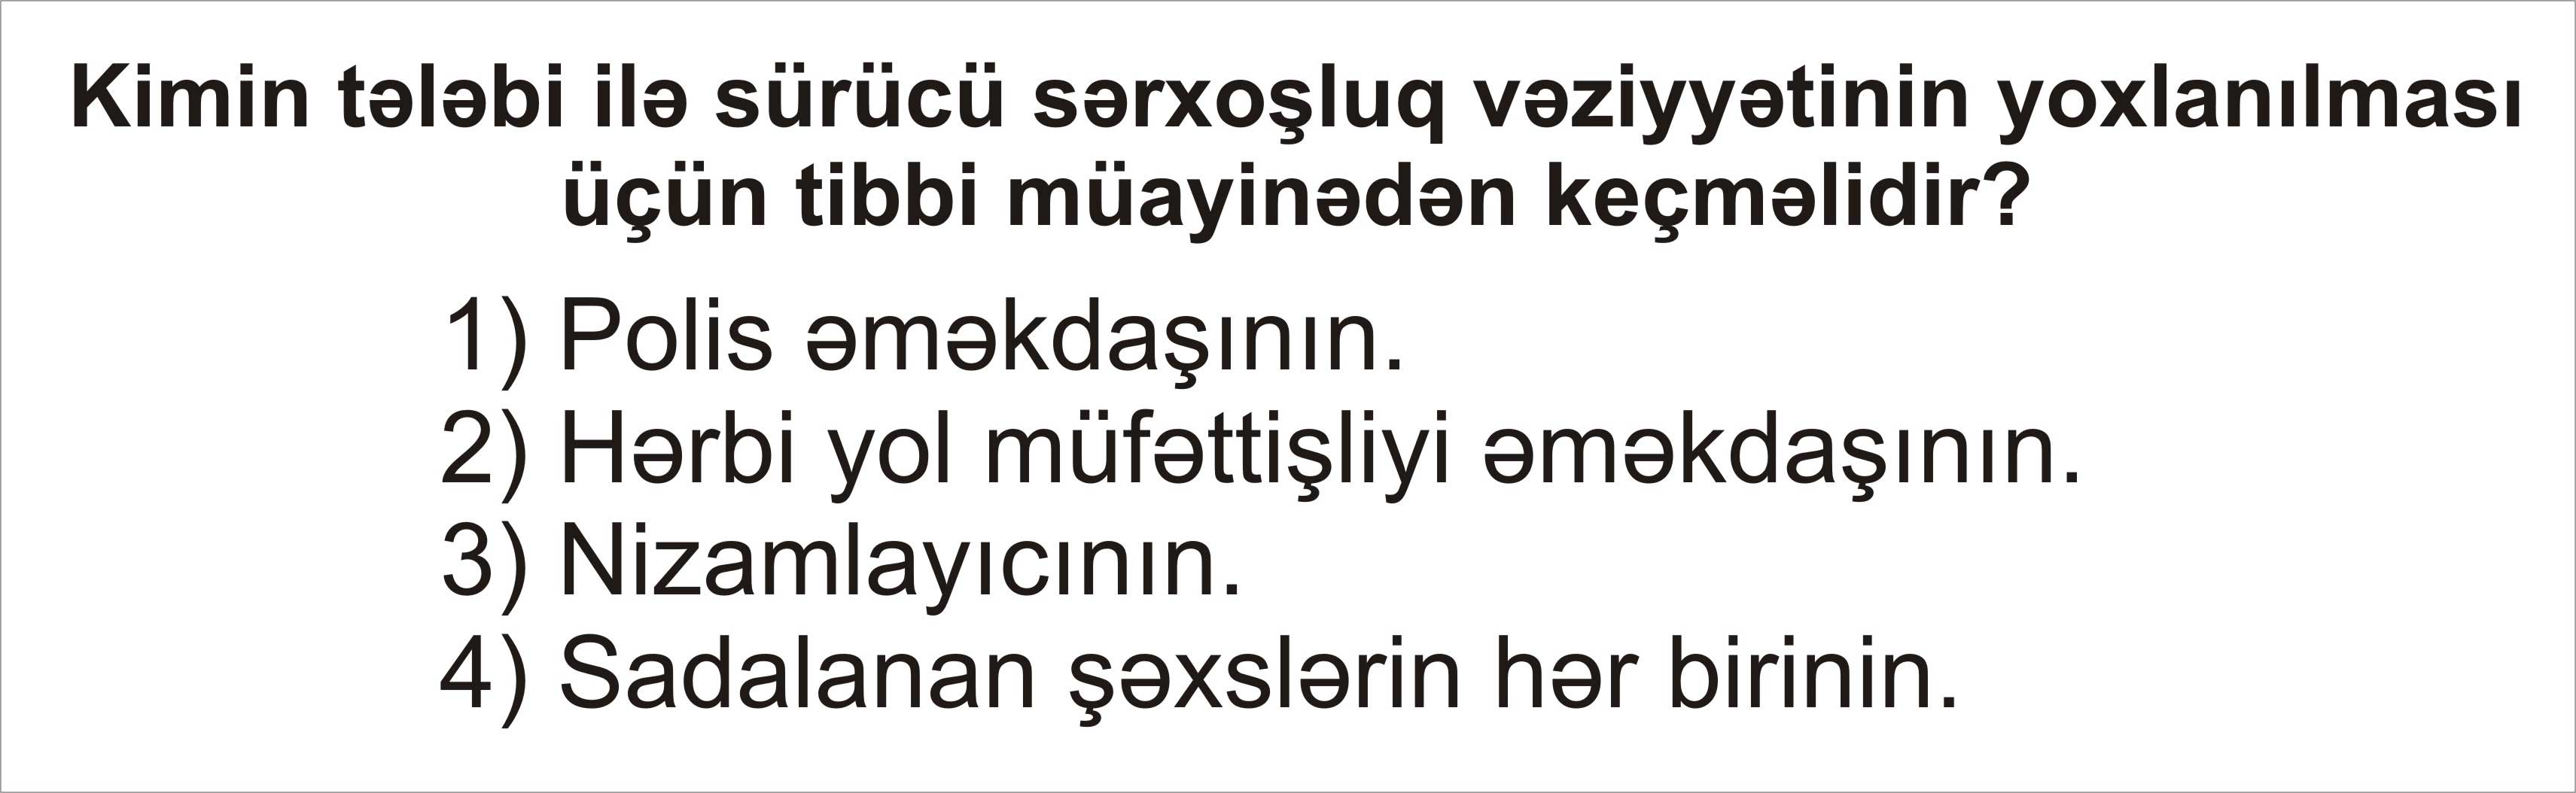 Kimin tələbi ilə sürücü sərxoşluq vəziyyətinin yoxlanılması
üçün tibbi müayinədən keçməlidir?
1) Polis əməkdaşının.
2) Hərbi yol müfəttişliyi əməkdaşının.
3) Nizamlayıcının.
4) Sadalanan şəxslərin hər birinin.